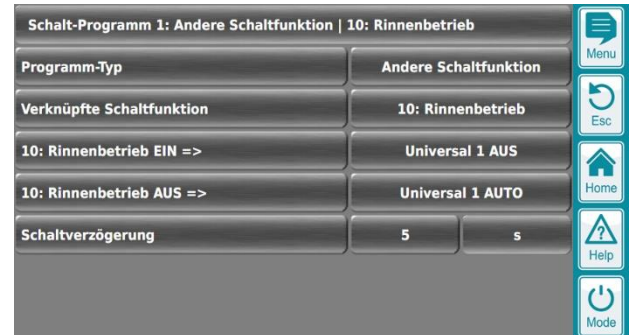 Schalt-Programm 1: Andere Schaltfunktion | 10: Rinnenbetrieb
Programm-Typ Andere Schaltfunktion
Verknüpfte Schaltfunktion 10: Rinnenbetrieb
10: Rinnenbetrieb EIN => Universal 1 AUS
10: Rinnenbetrieb AUS => Universal 1 AUTO
Schaltverzögerung 5 s
Menu
Esc
Home
?
Help
Mode